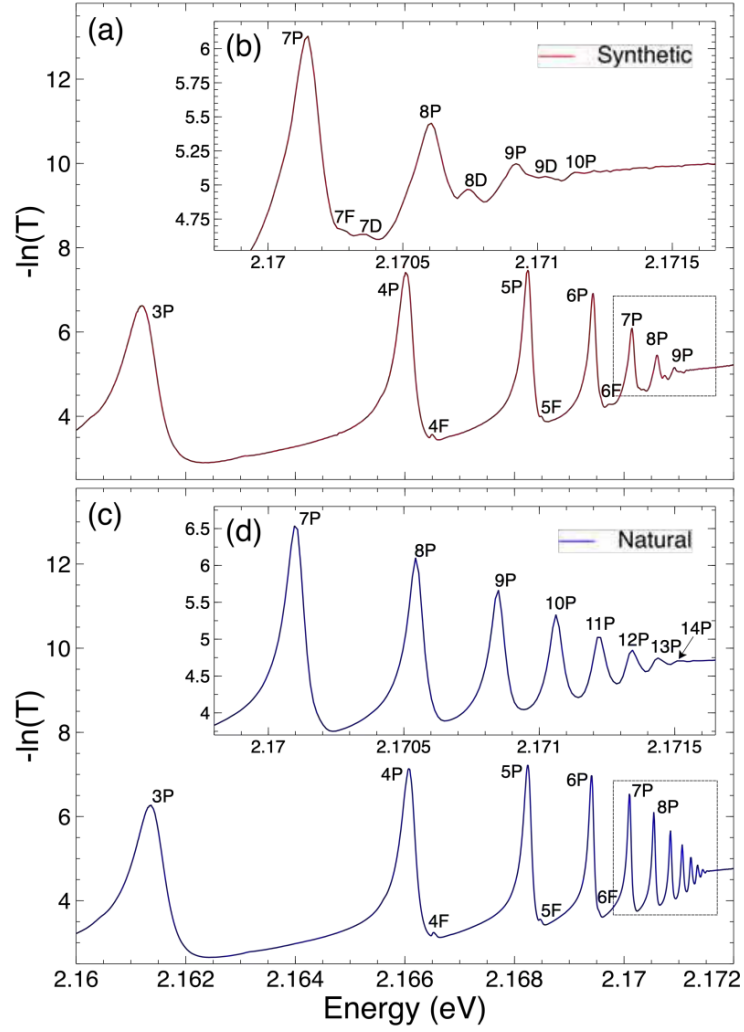 (a)
(b)
Synthetic
7P
8P
9P
10P
7F
7D
8D
9D
6
5.75
5.5
5.25
5
4.75
2.17
2.1705
2.171
2.1715
-ln(T)
12
10
8
6
4
3P
4P
4F
5P
5F
6P
6F
7P
8P
9P
(c)
(d)
Natural
7P
8P
9P
10P
11P
12P
13P
14P
6.5
6
5.5
5
4.5
4
2.17
2.1705
2.171
2.1715
-ln(T)
12
10
8
6
4
3P
4P
4F
5P
5F
6P
6F
7P
8P
2.16
2.162
2.164
2.166
2.168
2.17
2.172
Energy (eV)